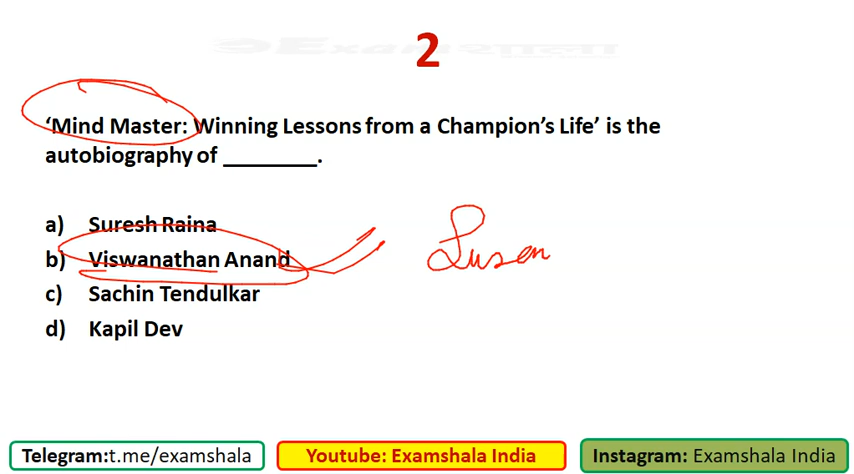 2
‘Mind Master: Winning Lessons from a Champion’s Life’ is the
autobiography of ________.
a) Suresh Raina
b) Viswanathan Anand
c) Sachin Tendulkar
d) Kapil Dev
Susen
Telegram:t.me/examshala
Youtube: Examshala India
Instagram: Examshala India